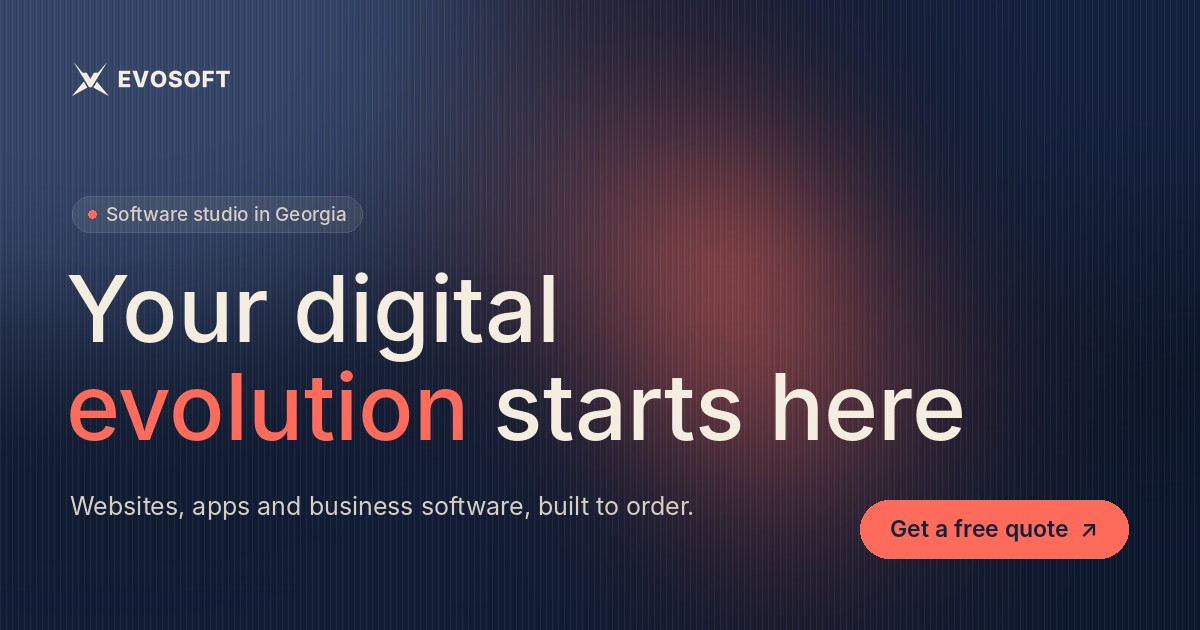 EVOSOFT
Software studio in Georgia
Your digital
evolution starts here
Websites, apps and business software, built to order.
Get a free quote